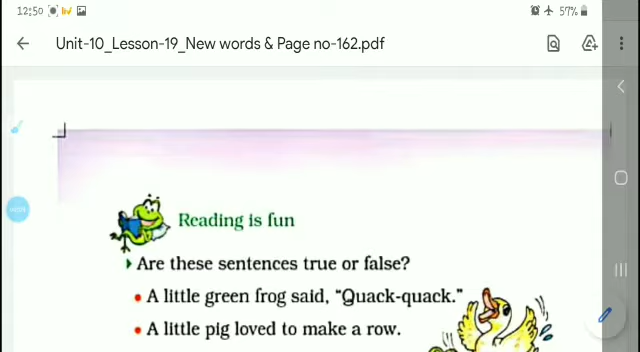 12:50 57%
Unit-10_Lesson-19_New words & Page no-162.pdf
Reading is fun
Are these sentences true or false?
• A little green frog said, “Quack-quack.”
• A little pig loved to make a row.